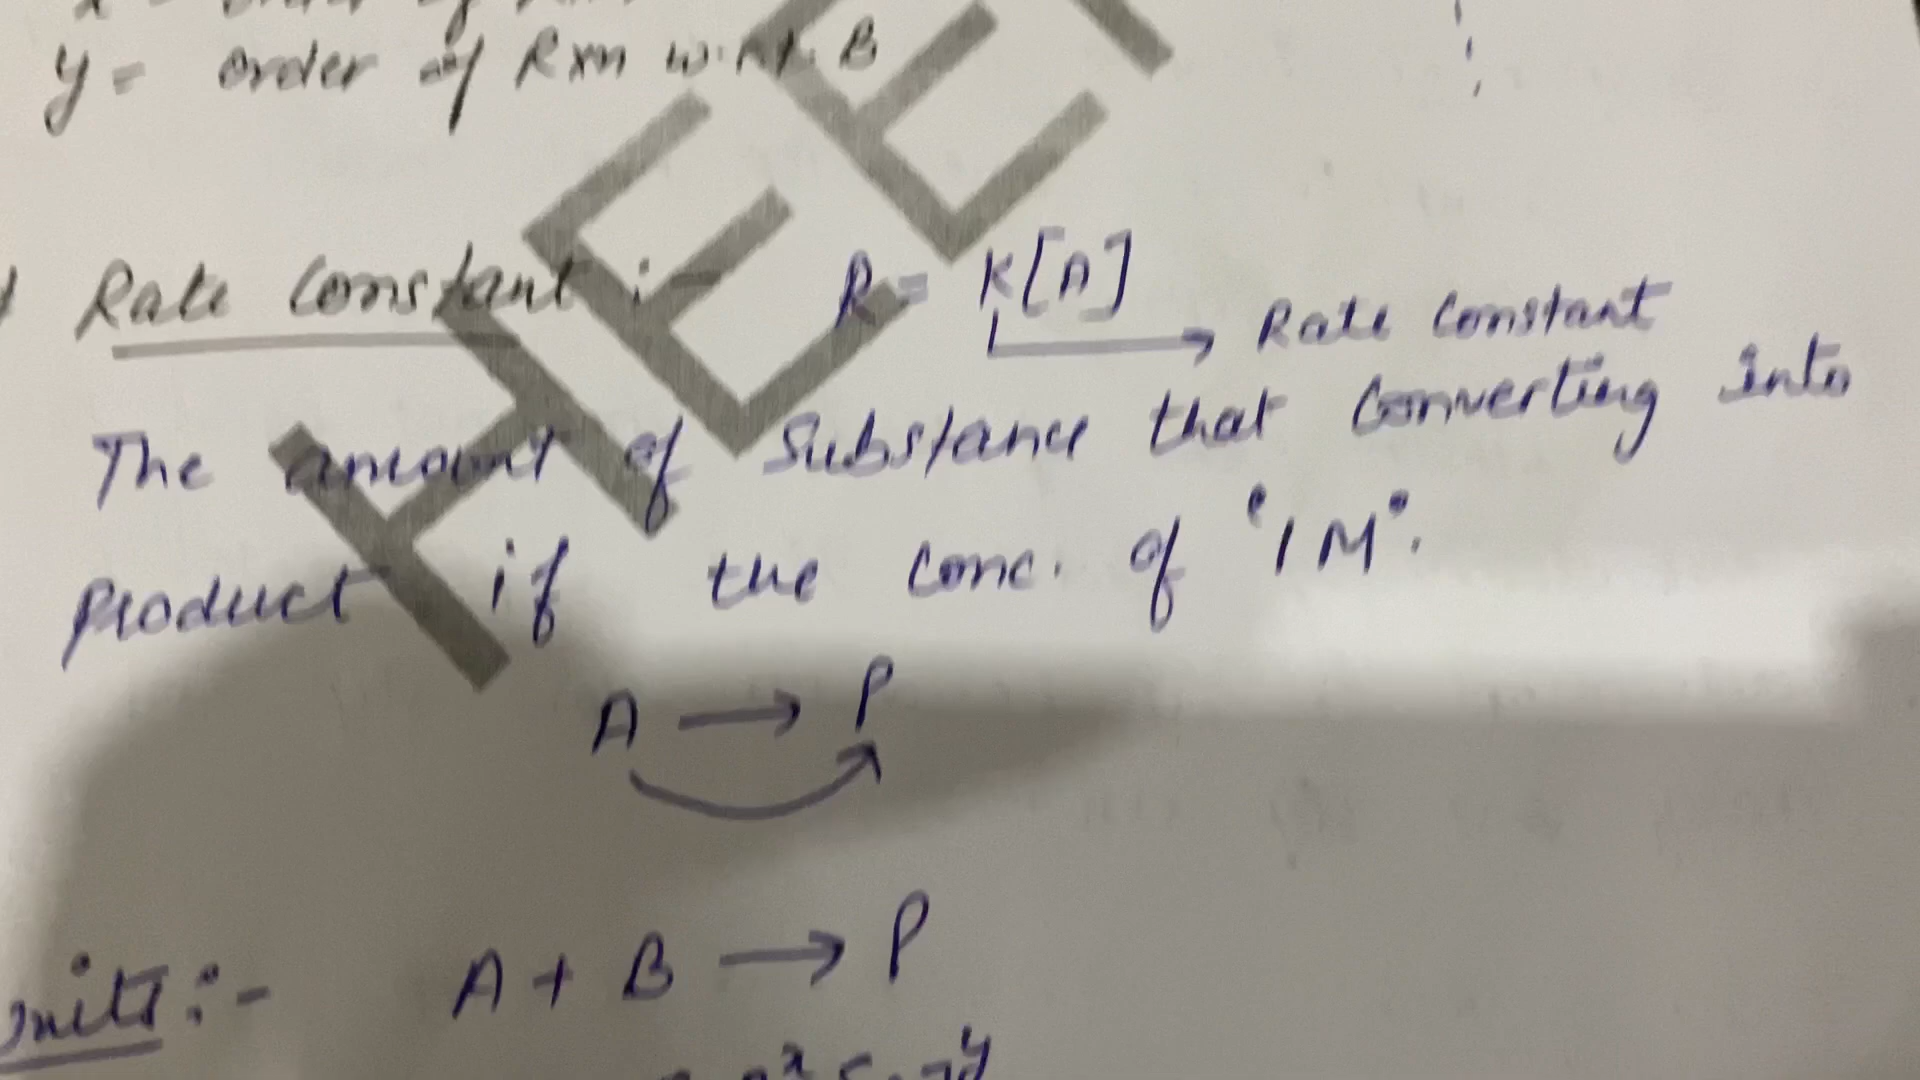 y = order of Rxn w.r.t. B
Rate Constant :- R = K[A]
Rate Constant
The amount of Substance that Converting Into
Product if the Conc. of "1M".
A → P
Units :- A + B → P
HEE